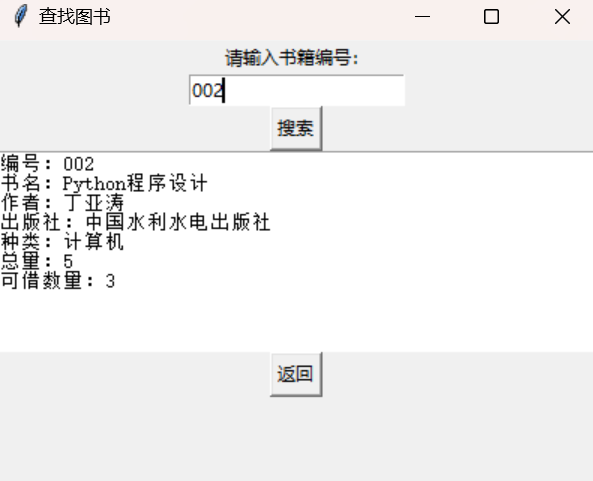 查找图书
请输入书籍编号:
002
搜索
编号: 002
书名: Python程序设计
作者: 丁亚涛
出版社: 中国水利水电出版社
种类: 计算机
总量: 5
可借数量: 3
返回